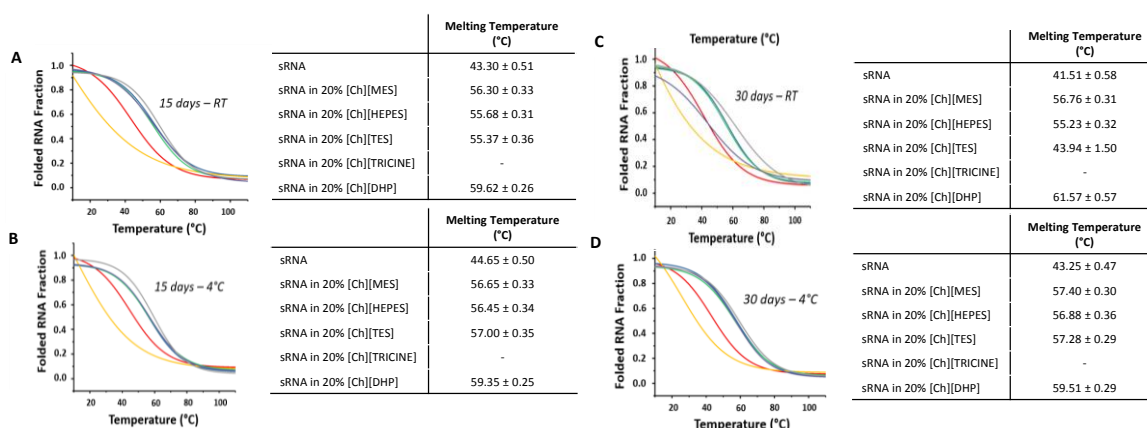 A
Folded RNA Fraction
1.0
0.8
0.6
0.4
0.2
0.0
15 days – RT
20 40 60 80 100
Temperature (°C)
Melting Temperature
(°C)
sRNA 43.30 ± 0.51
sRNA in 20% [Ch][MES] 56.30 ± 0.33
sRNA in 20% [Ch][HEPES] 55.68 ± 0.31
sRNA in 20% [Ch][TES] 55.37 ± 0.36
sRNA in 20% [Ch][TRICINE] -
sRNA in 20% [Ch][DHP] 59.62 ± 0.26
B
Folded RNA Fraction
1.0
0.8
0.6
0.4
0.2
0.0
15 days – 4°C
20 40 60 80 100
Temperature (°C)
Melting Temperature
(°C)
sRNA 44.65 ± 0.50
sRNA in 20% [Ch][MES] 56.65 ± 0.33
sRNA in 20% [Ch][HEPES] 56.45 ± 0.34
sRNA in 20% [Ch][TES] 57.00 ± 0.35
sRNA in 20% [Ch][TRICINE] -
sRNA in 20% [Ch][DHP] 59.35 ± 0.25
C
Temperature (°C)
Folded RNA Fraction
1.0
0.8
0.6
0.4
0.2
0.0
30 days – RT
20 40 60 80 100
Temperature (°C)
Melting Temperature
(°C)
sRNA 41.51 ± 0.58
sRNA in 20% [Ch][MES] 56.76 ± 0.31
sRNA in 20% [Ch][HEPES] 55.23 ± 0.32
sRNA in 20% [Ch][TES] 43.94 ± 1.50
sRNA in 20% [Ch][TRICINE] -
sRNA in 20% [Ch][DHP] 61.57 ± 0.57
D
Folded RNA Fraction
1.0
0.8
0.6
0.4
0.2
0.0
30 days – 4°C
20 40 60 80 100
Temperature (°C)
Melting Temperature
(°C)
sRNA 43.25 ± 0.47
sRNA in 20% [Ch][MES] 57.40 ± 0.30
sRNA in 20% [Ch][HEPES] 56.88 ± 0.36
sRNA in 20% [Ch][TES] 57.28 ± 0.29
sRNA in 20% [Ch][TRICINE] -
sRNA in 20% [Ch][DHP] 59.51 ± 0.29